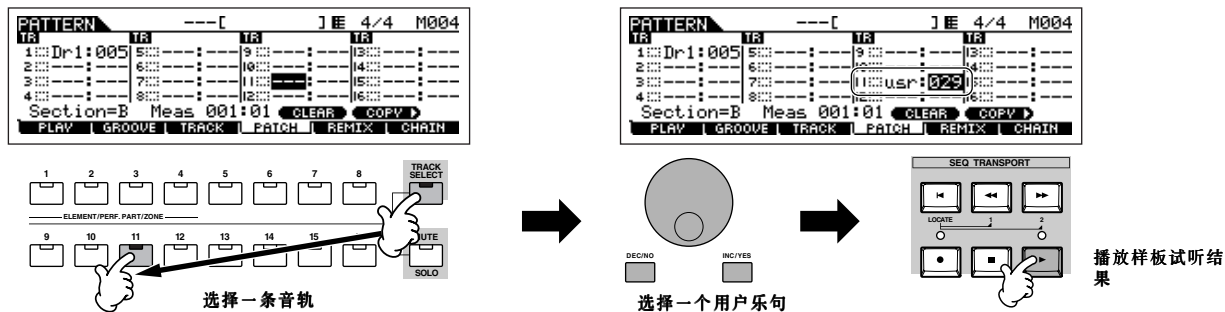 PATTERN ---[ ] 4/4 M004
TR TR TR TR
1 Dr1:005 5 ---:--- 9 ---:--- 13 ---:---
2 ---:--- 6 ---:--- 10 ---:--- 14 ---:---
3 ---:--- 7 ---:--- 11 ---:--- 15 ---:---
4 ---:--- 8 ---:--- 12 ---:--- 16 ---:---
Section=B Meas 001:01 CLEAR COPY
PLAY GROOVE TRACK PATCH REMIX CHAIN
PATTERN ---[ ] 4/4 M004
TR TR TR TR
1 Dr1:005 5 ---:--- 9 ---:--- 13 ---:---
2 ---:--- 6 ---:--- 10 ---:--- 14 ---:---
3 ---:--- 7 ---:--- 11 usr:029 15 ---:---
4 ---:--- 8 ---:--- 12 ---:--- 16 ---:---
Section=B Meas 001:01 CLEAR COPY
PLAY GROOVE TRACK PATCH REMIX CHAIN
1 2 3 4 5 6 7 8
TRACK
SELECT
ELEMENT/PERF. PART/ZONE
9 10 11 12 13 14 15
MUTE
SOLO
选择一条音轨
DEC/NO INC/YES
选择一个用户乐句
SEQ TRANSPORT
LOCATE 1 2
播放样板试听结
果